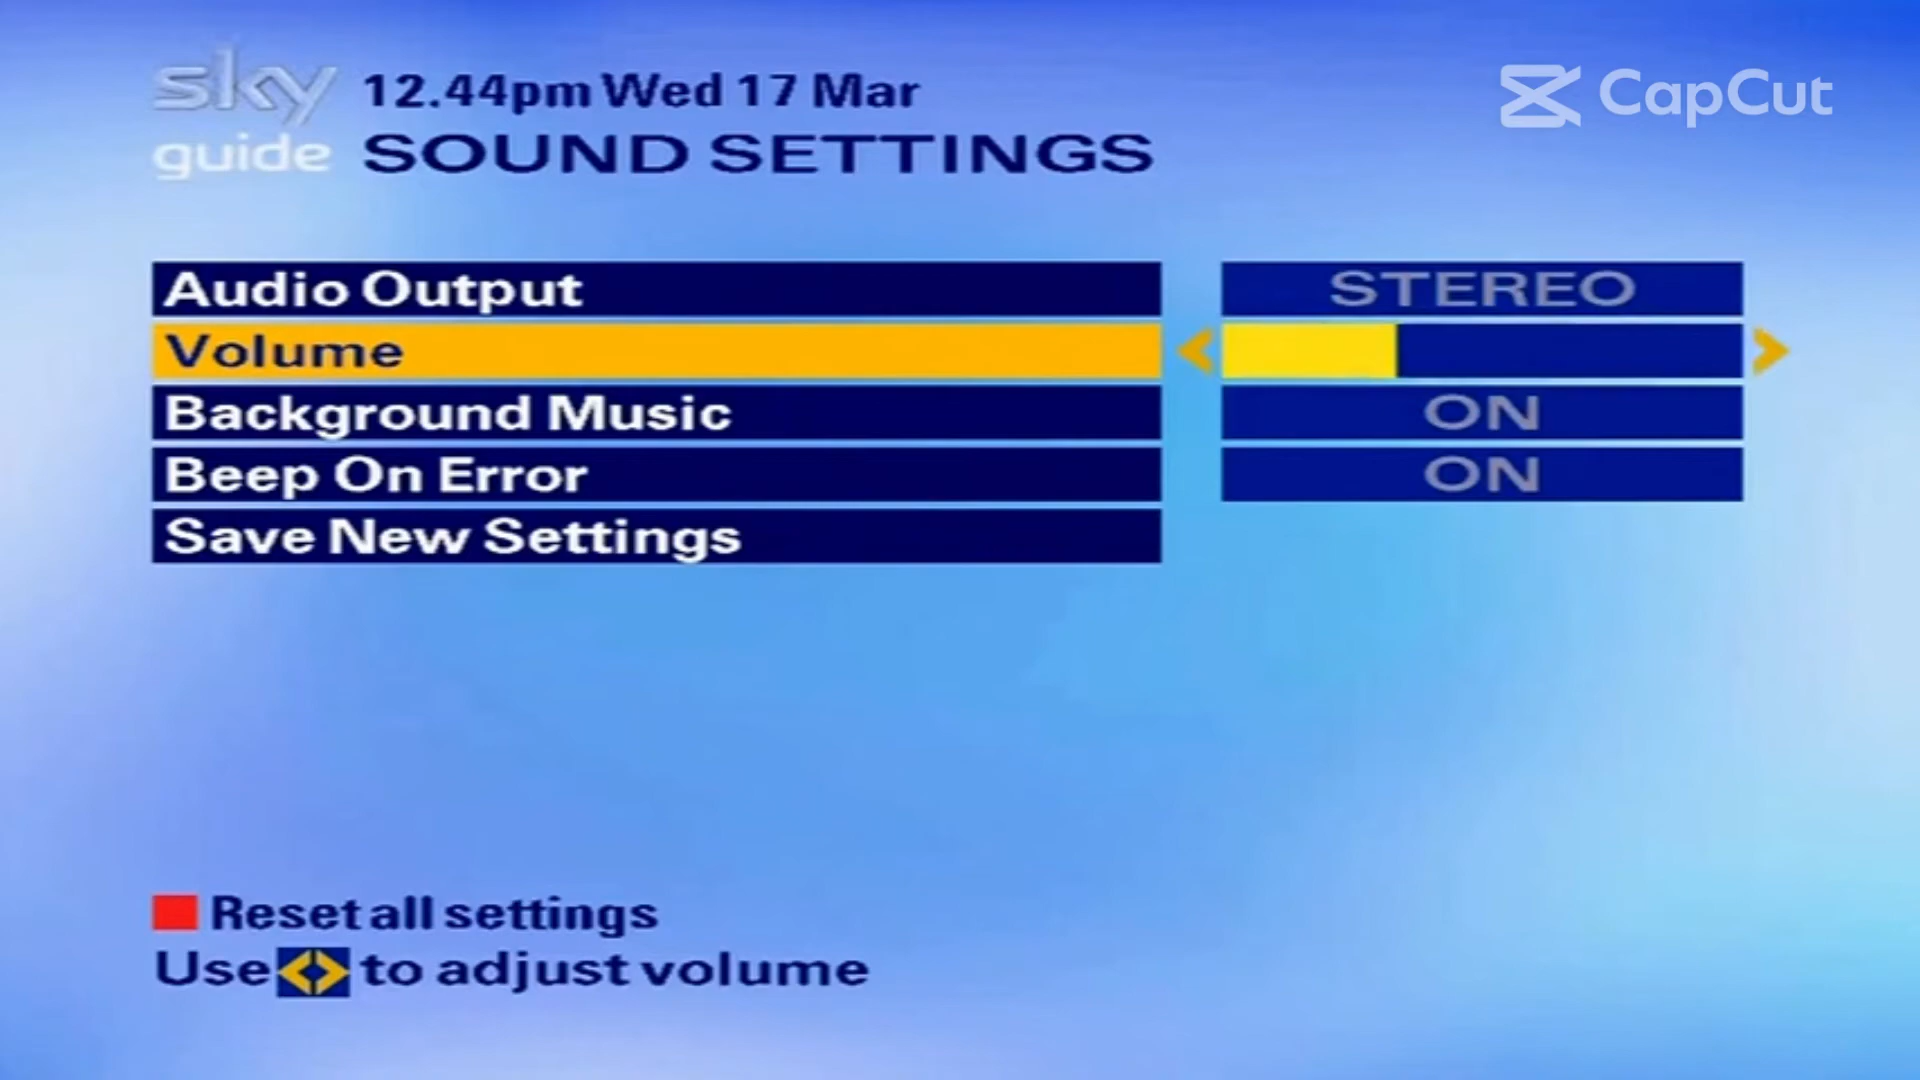 sky
guide
12.44pm Wed 17 Mar
SOUND SETTINGS
CapCut
Audio Output
STEREO
Volume
Background Music
ON
Beep On Error
ON
Save New Settings
Reset all settings
Use <> to adjust volume